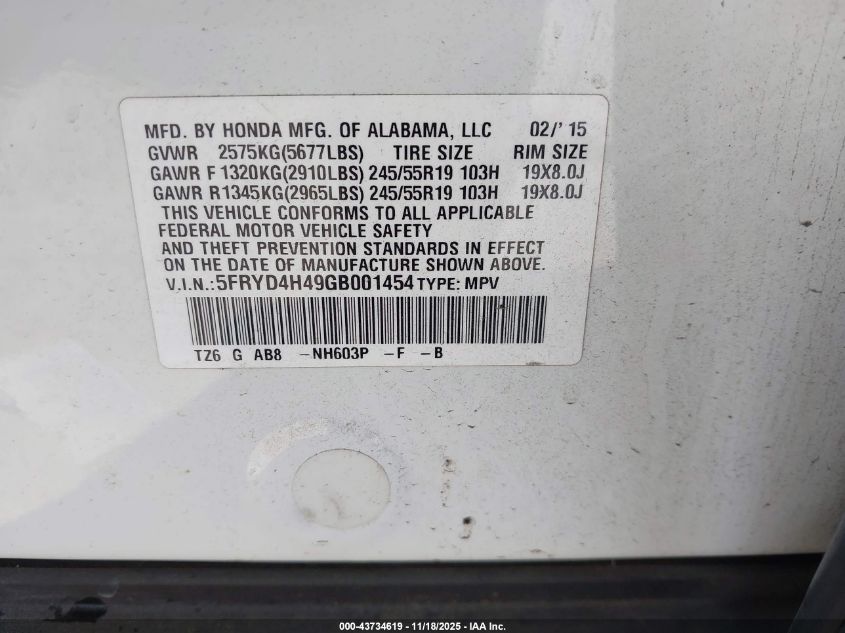 MFD. BY HONDA MFG. OF ALABAMA, LLC 02/'15
GVWR 2575KG(5677LBS) TIRE SIZE RIM SIZE
GAWR F 1320KG(2910LBS) 245/55R19 103H 19X8.0J
GAWR R1345KG(2965LBS) 245/55R19 103H 19X8.0J
THIS VEHICLE CONFORMS TO ALL APPLICABLE
FEDERAL MOTOR VEHICLE SAFETY
AND THEFT PREVENTION STANDARDS IN EFFECT
ON THE DATE OF MANUFACTURE SHOWN ABOVE.
V.I.N.:5FRYD4H49GB001454 TYPE: MPV
TZ6 G AB8 -NH603P -F -B
000-43734619 - 11/18/2025 - IAA Inc.